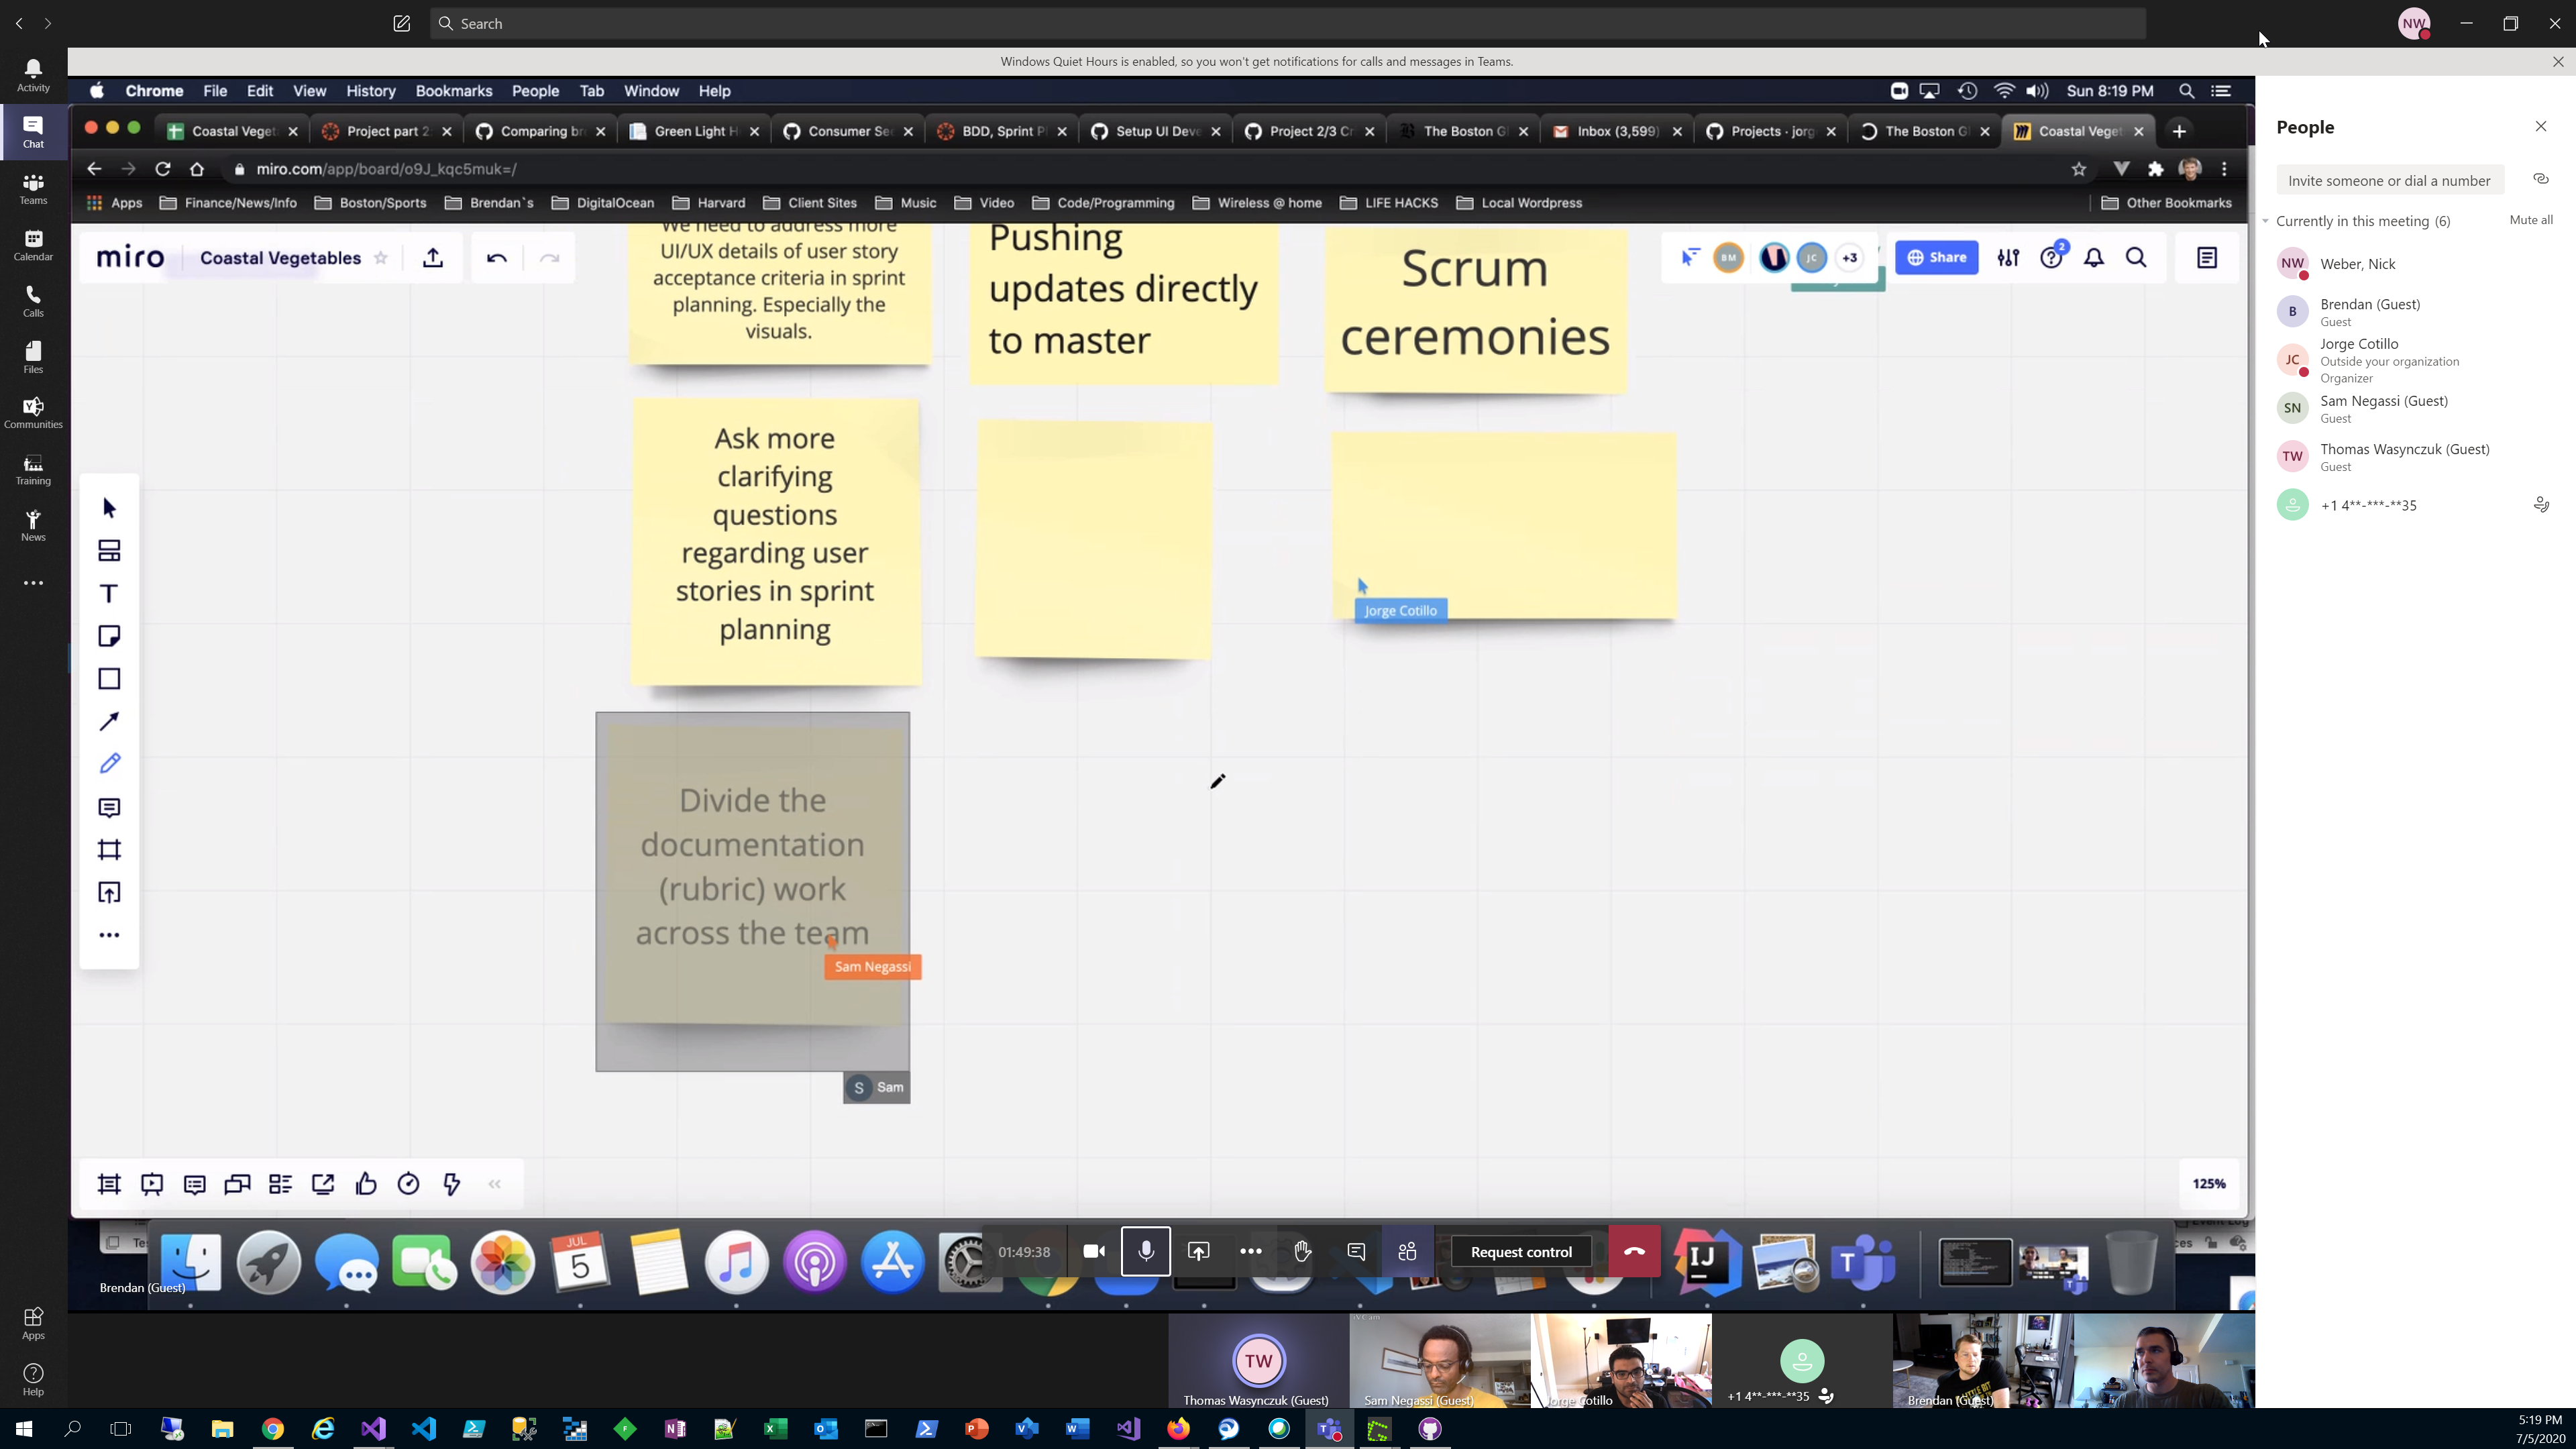 Search
NW
Windows Quiet Hours is enabled, so you won't get notifications for calls and messages in Teams.
Activity
Chat
Teams
Calendar
Calls
Files
Communities
Training
News
Apps
Help
Chrome File Edit View History Bookmarks People Tab Window Help
Sun 8:19 PM
Coastal Veget
Project part 2
Comparing br
Green Light H
Consumer Se
BDD, Sprint P
Setup UI Deve
Project 2/3 Cr
The Boston Gl
Inbox (3,599)
Projects · jorg
The Boston Gl
Coastal Veget
miro.com/app/board/o9J_kqc5muk=/
Apps
Finance/News/Info
Boston/Sports
Brendan`s
DigitalOcean
Harvard
Client Sites
Music
Video
Code/Programming
Wireless @ home
LIFE HACKS
Local Wordpress
Other Bookmarks
miro
Coastal Vegetables
BM
JC
+3
Share
2
We need to address more
UI/UX details of user story
acceptance criteria in sprint
planning. Especially the
visuals.
Pushing
updates directly
to master
Scrum
ceremonies
Ask more
clarifying
questions
regarding user
stories in sprint
planning
Jorge Cotillo
Divide the
documentation
(rubric) work
across the team
Sam Negassi
S Sam
125%
JUL
5
Brendan (Guest)
01:49:38
Request control
IJ
People
Invite someone or dial a number
Currently in this meeting (6)
Mute all
NW
Weber, Nick
B
Brendan (Guest)
Guest
JC
Jorge Cotillo
Outside your organization
Organizer
SN
Sam Negassi (Guest)
Guest
TW
Thomas Wasynczuk (Guest)
Guest
+1 4**-***-**35
TW
Thomas Wasynczuk (Guest)
Sam Negassi (Guest)
Jorge Cotillo
+1 4**-***-**35
Brendan (Guest)
5:19 PM
7/5/2020